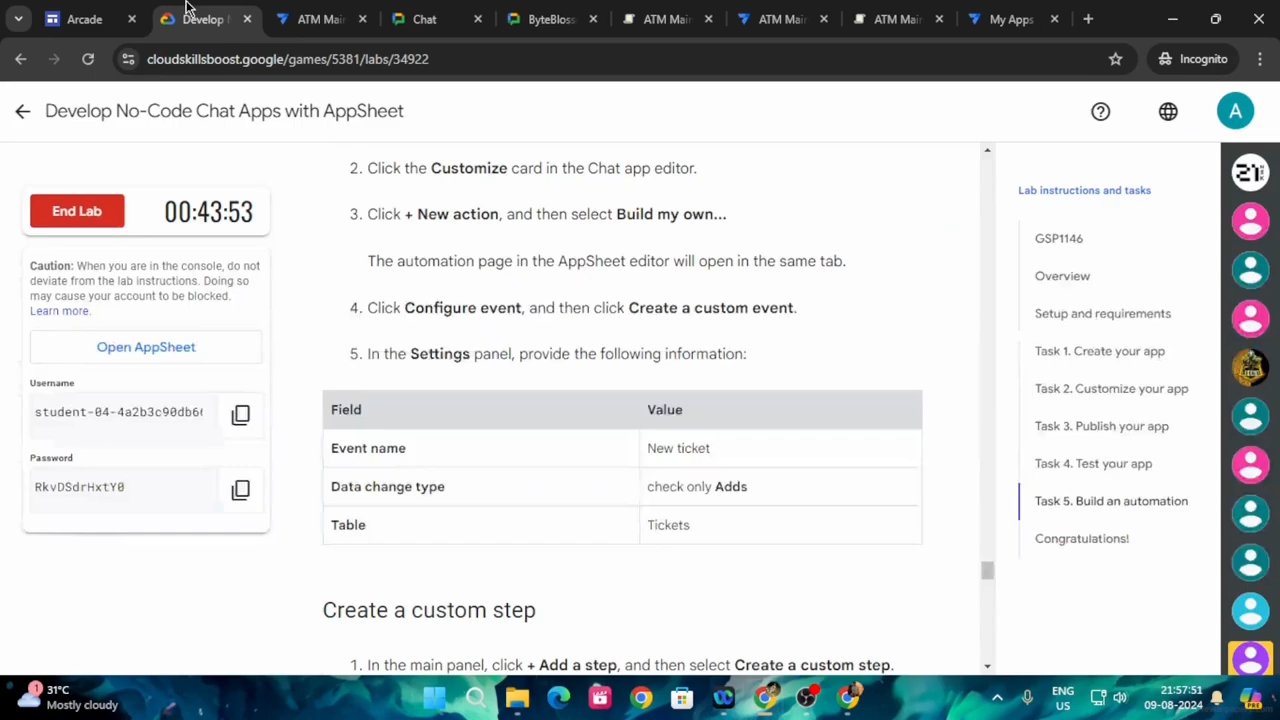 Arcade
Develop N
ATM Mai
Chat
ByteBlos
ATM Mai
ATM Mai
ATM Mai
My Apps
cloudskillsboost.google/games/5381/labs/34922
Incognito
Develop No-Code Chat Apps with AppSheet
A
End Lab
00:43:53
Caution: When you are in the console, do not
deviate from the lab instructions. Doing so
may cause your account to be blocked.
Learn more.
Open AppSheet
Username
student-04-4a2b3c90db6
Password
RkvDSdrHxtY0
2. Click the Customize card in the Chat app editor.
3. Click + New action, and then select Build my own...
The automation page in the AppSheet editor will open in the same tab.
4. Click Configure event, and then click Create a custom event.
5. In the Settings panel, provide the following information:
Field Value
Event name New ticket
Data change type check only Adds
Table Tickets
Create a custom step
1. In the main panel, click + Add a step, and then select Create a custom step.
Lab instructions and tasks
GSP1146
Overview
Setup and requirements
Task 1. Create your app
Task 2. Customize your app
Task 3. Publish your app
Task 4. Test your app
Task 5. Build an automation
Congratulations!
1
31°C
Mostly cloudy
ENG
US
21:57:51
09-08-2024
PRE